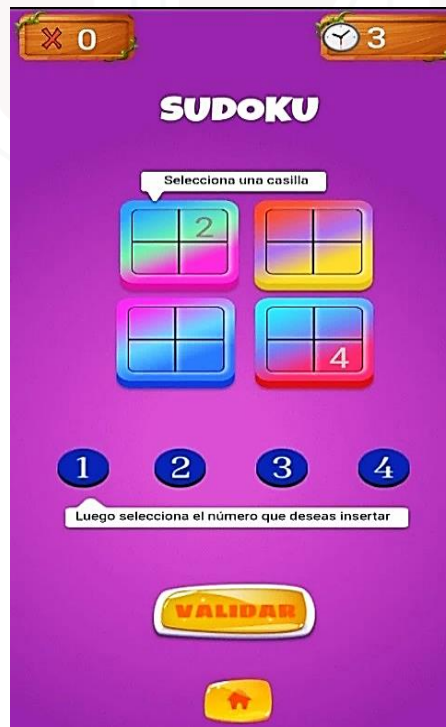 0
3
SUDOKU
Selecciona una casilla
2
4
1 2 3 4
Luego selecciona el número que deseas insertar
VALIDAR